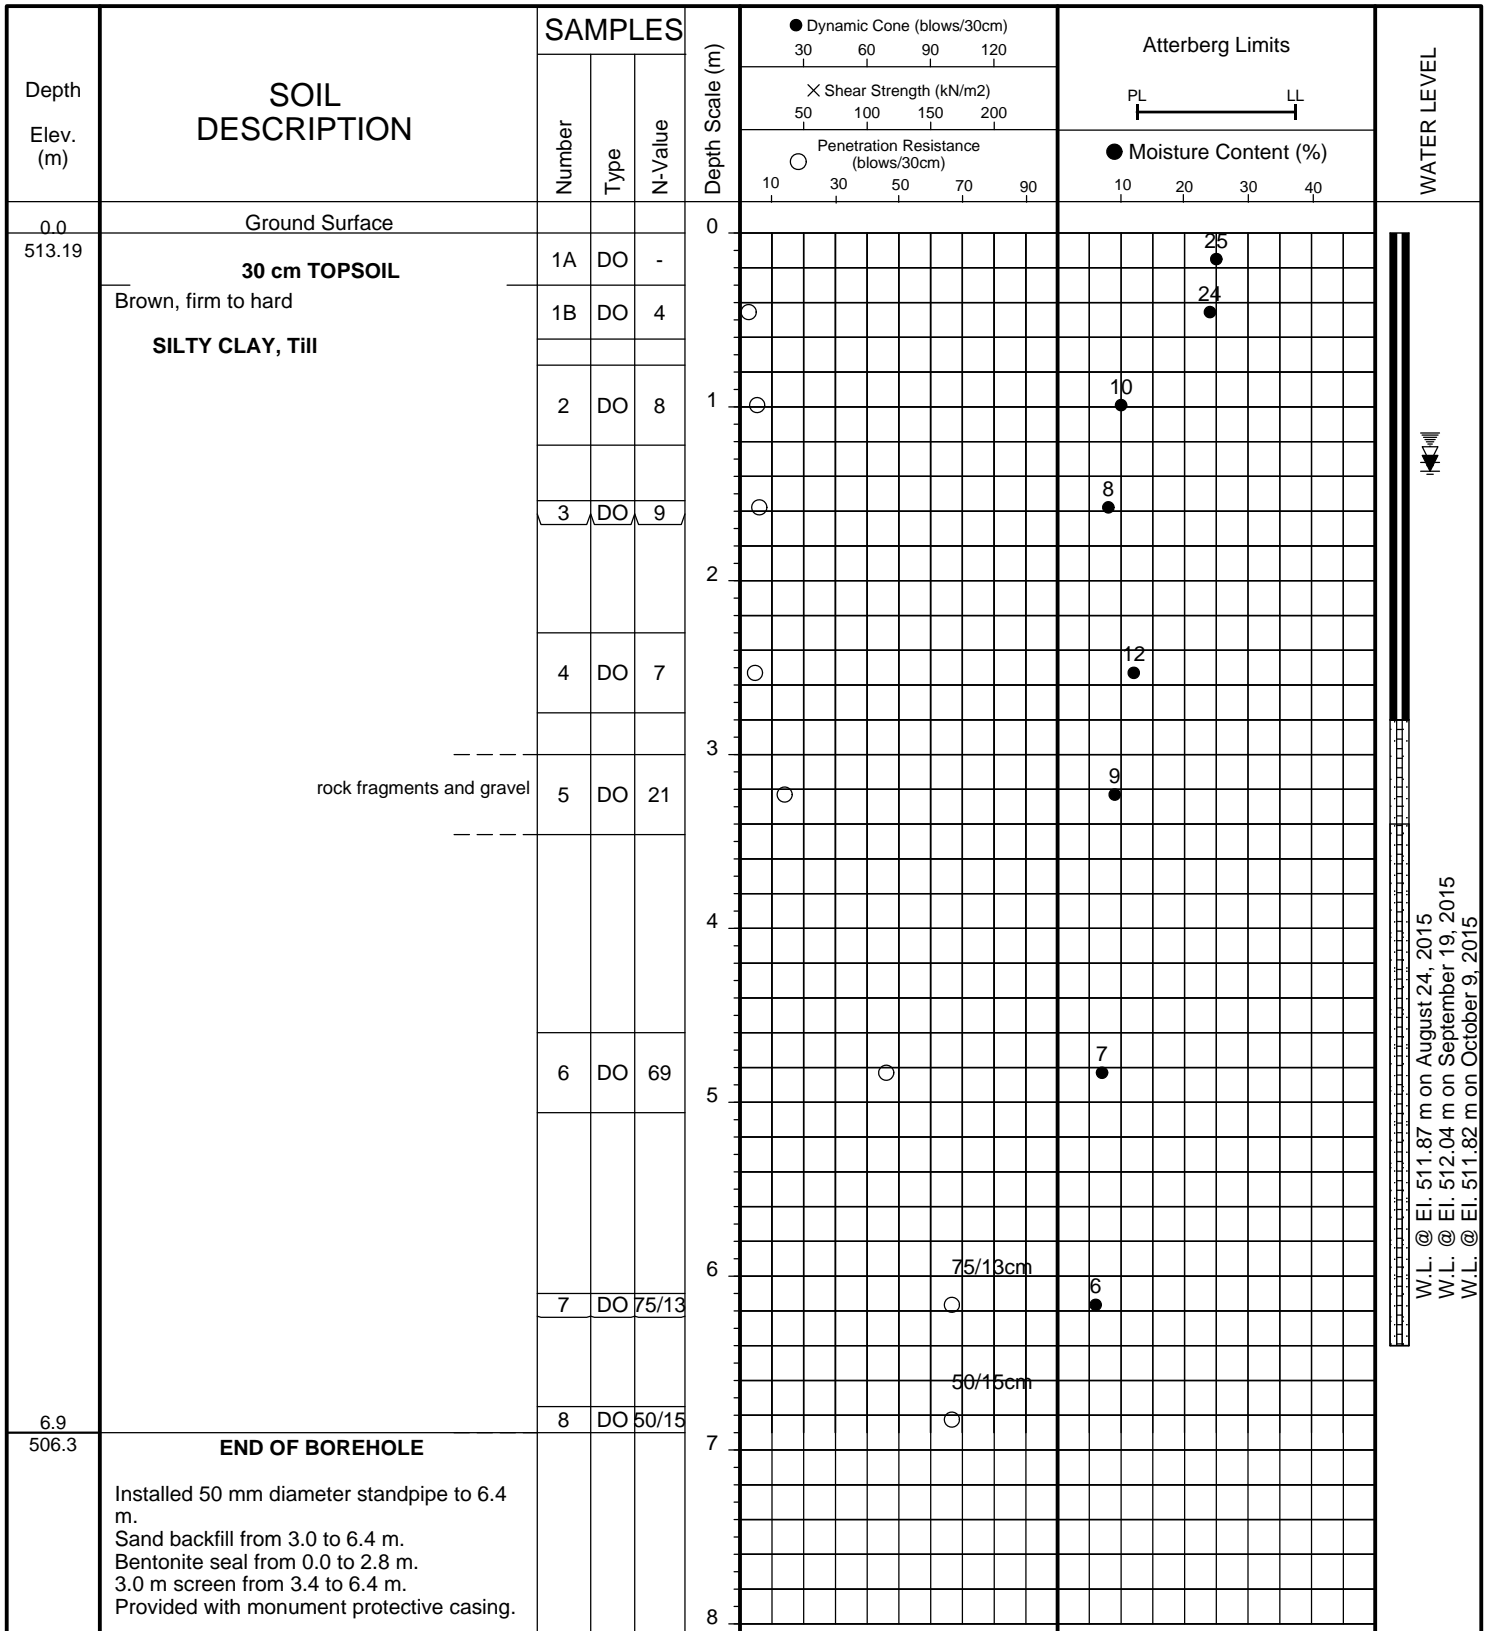 Depth
Elev.
(m)
SOIL
DESCRIPTION
SAMPLES
Number
Type
N-Value
Depth Scale (m)
● Dynamic Cone (blows/30cm)
30 60 90 120
× Shear Strength (kN/m2)
50 100 150 200
○ Penetration Resistance
(blows/30cm)
10 30 50 70 90
Atterberg Limits
PL LL
● Moisture Content (%)
10 20 30 40
WATER LEVEL
0.0 Ground Surface 0
513.19
25
30 cm TOPSOIL 1A DO -
24
Brown, firm to hard
1B DO 4
SILTY CLAY, Till
10
2 DO 8 1
8
3 DO 9
2
12
4 DO 7
3
9
rock fragments and gravel 5 DO 21
4
7
6 DO 69
5
6
75/13cm
6
7 DO 75/13
50/15cm
8 DO 50/15
6.9
506.3
END OF BOREHOLE 7
Installed 50 mm diameter standpipe to 6.4
m.
Sand backfill from 3.0 to 6.4 m.
Bentonite seal from 0.0 to 2.8 m.
3.0 m screen from 3.4 to 6.4 m.
Provided with monument protective casing.
8
W.L. @ El. 511.87 m on August 24, 2015
W.L. @ El. 512.04 m on September 19, 2015
W.L. @ El. 511.82 m on October 9, 2015